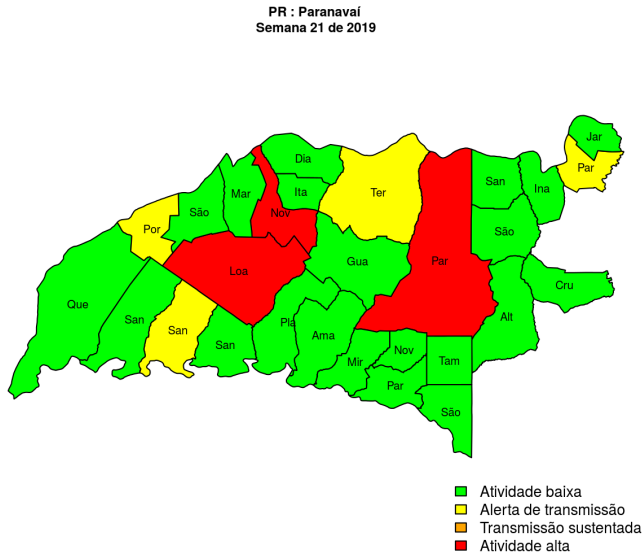 PR : Paranavaí
Semana 21 de 2019
Jar
Dia
Par
Ita
Mar
Ter
San
Ina
São
Nov
Por
São
Gua
Par
Loa
Cru
Que
San
Pla
Alt
San
Ama
San
Nov
Mir
Tam
Par
São
Atividade baixa
Alerta de transmissão
Transmissão sustentada
Atividade alta